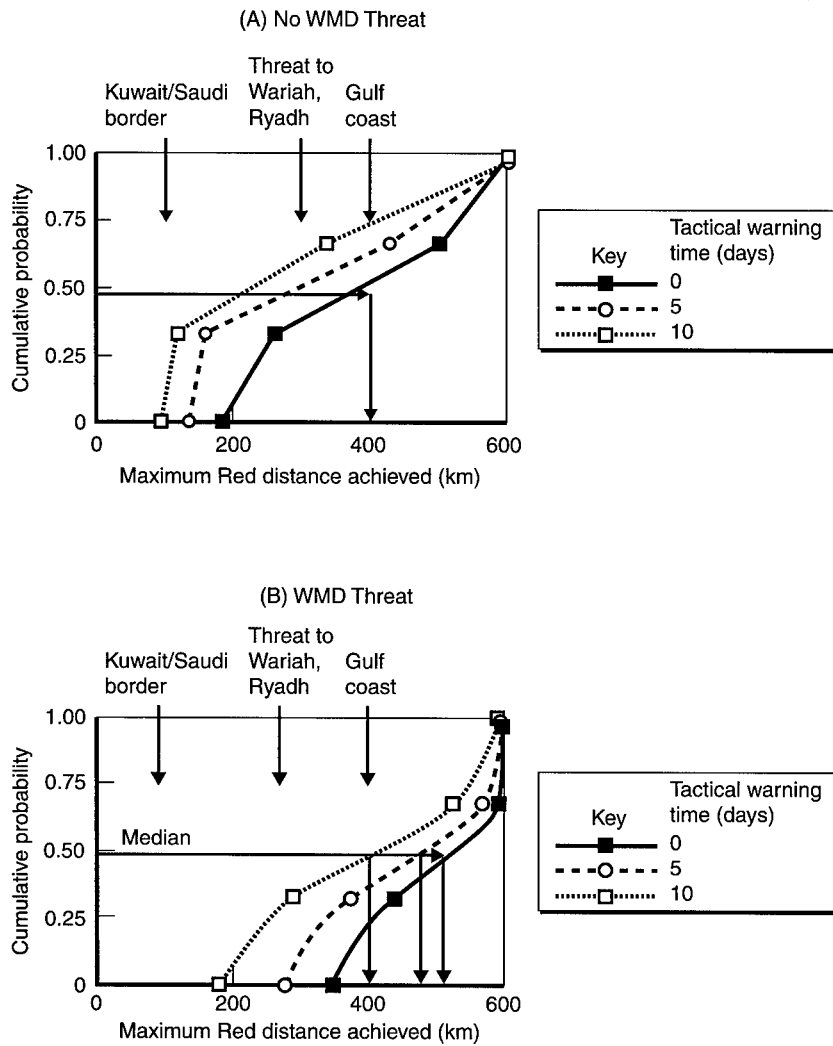 (A) No WMD Threat
Kuwait/Saudi
border
Threat to
Wariah,
Ryadh
Gulf
coast
Cumulative probability
1.00
0.75
0.50
0.25
0
0
200
400
600
Maximum Red distance achieved (km)
Key
Tactical warning
time (days)
0
5
10
(B) WMD Threat
Kuwait/Saudi
border
Threat to
Wariah,
Ryadh
Gulf
coast
Cumulative probability
1.00
0.75
0.50
0.25
0
Median
0
200
400
600
Maximum Red distance achieved (km)
Key
Tactical warning
time (days)
0
5
10